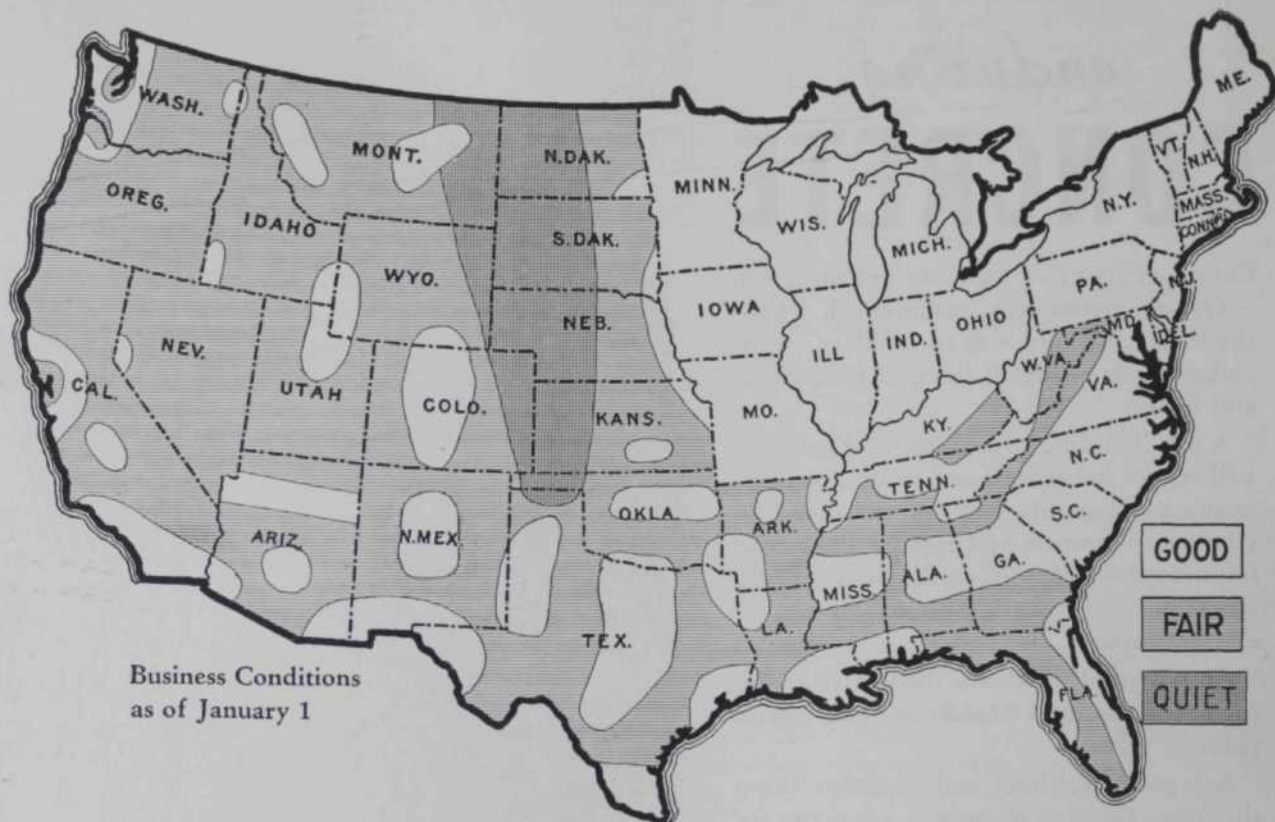 WASH.
MONT.
N.DAK.
MINN.
ME.
VT.
N.H.
OREG.
IDAHO
WIS.
MICH.
N.Y.
MASS.
CONN.
WYO.
S.DAK.
IOWA
PA.
N.J.
NEV.
UTAH
COLO.
NEB.
ILL
IND.
OHIO
MD.
DEL.
CAL.
KANS.
MO.
KY.
W.VA.
VA.
ARIZ.
N.MEX.
OKLA.
ARK.
TENN.
N.C.
S.C.
TEX.
LA.
MISS.
ALA.
GA.
FLA.
GOOD
FAIR
QUIET
Business Conditions
as of January 1